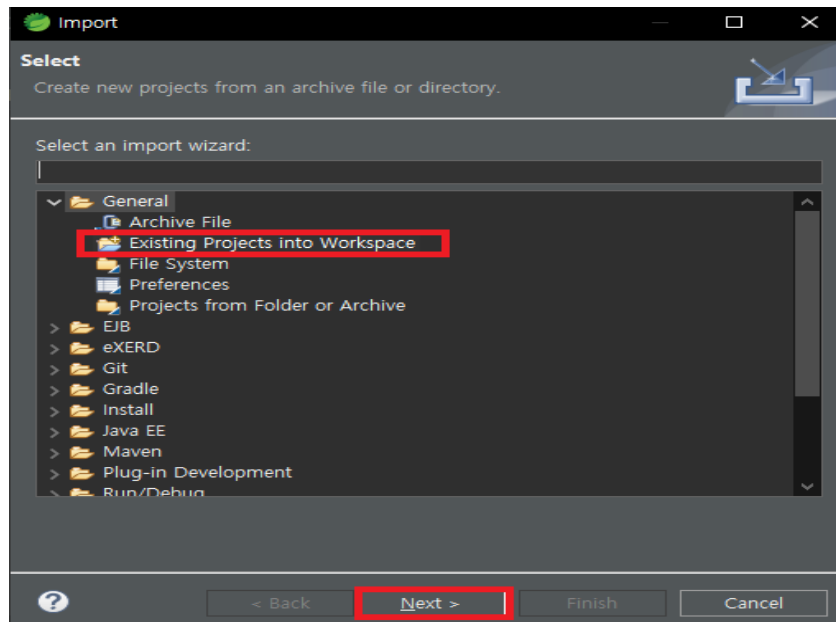 Import
Select
Create new projects from an archive file or directory.
Select an import wizard:
General
Archive File
Existing Projects into Workspace
File System
Preferences
Projects from Folder or Archive
EJB
eXERD
Git
Gradle
Install
Java EE
Maven
Plug-in Development
Run/Debug
?
< Back
Next >
Finish
Cancel